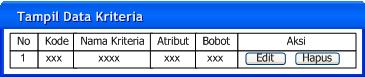 Tampil Data Kriteria
No Kode Nama Kriteria Atribut Bobot Aksi
1 xxx xxxx xxx xxx Edit Hapus